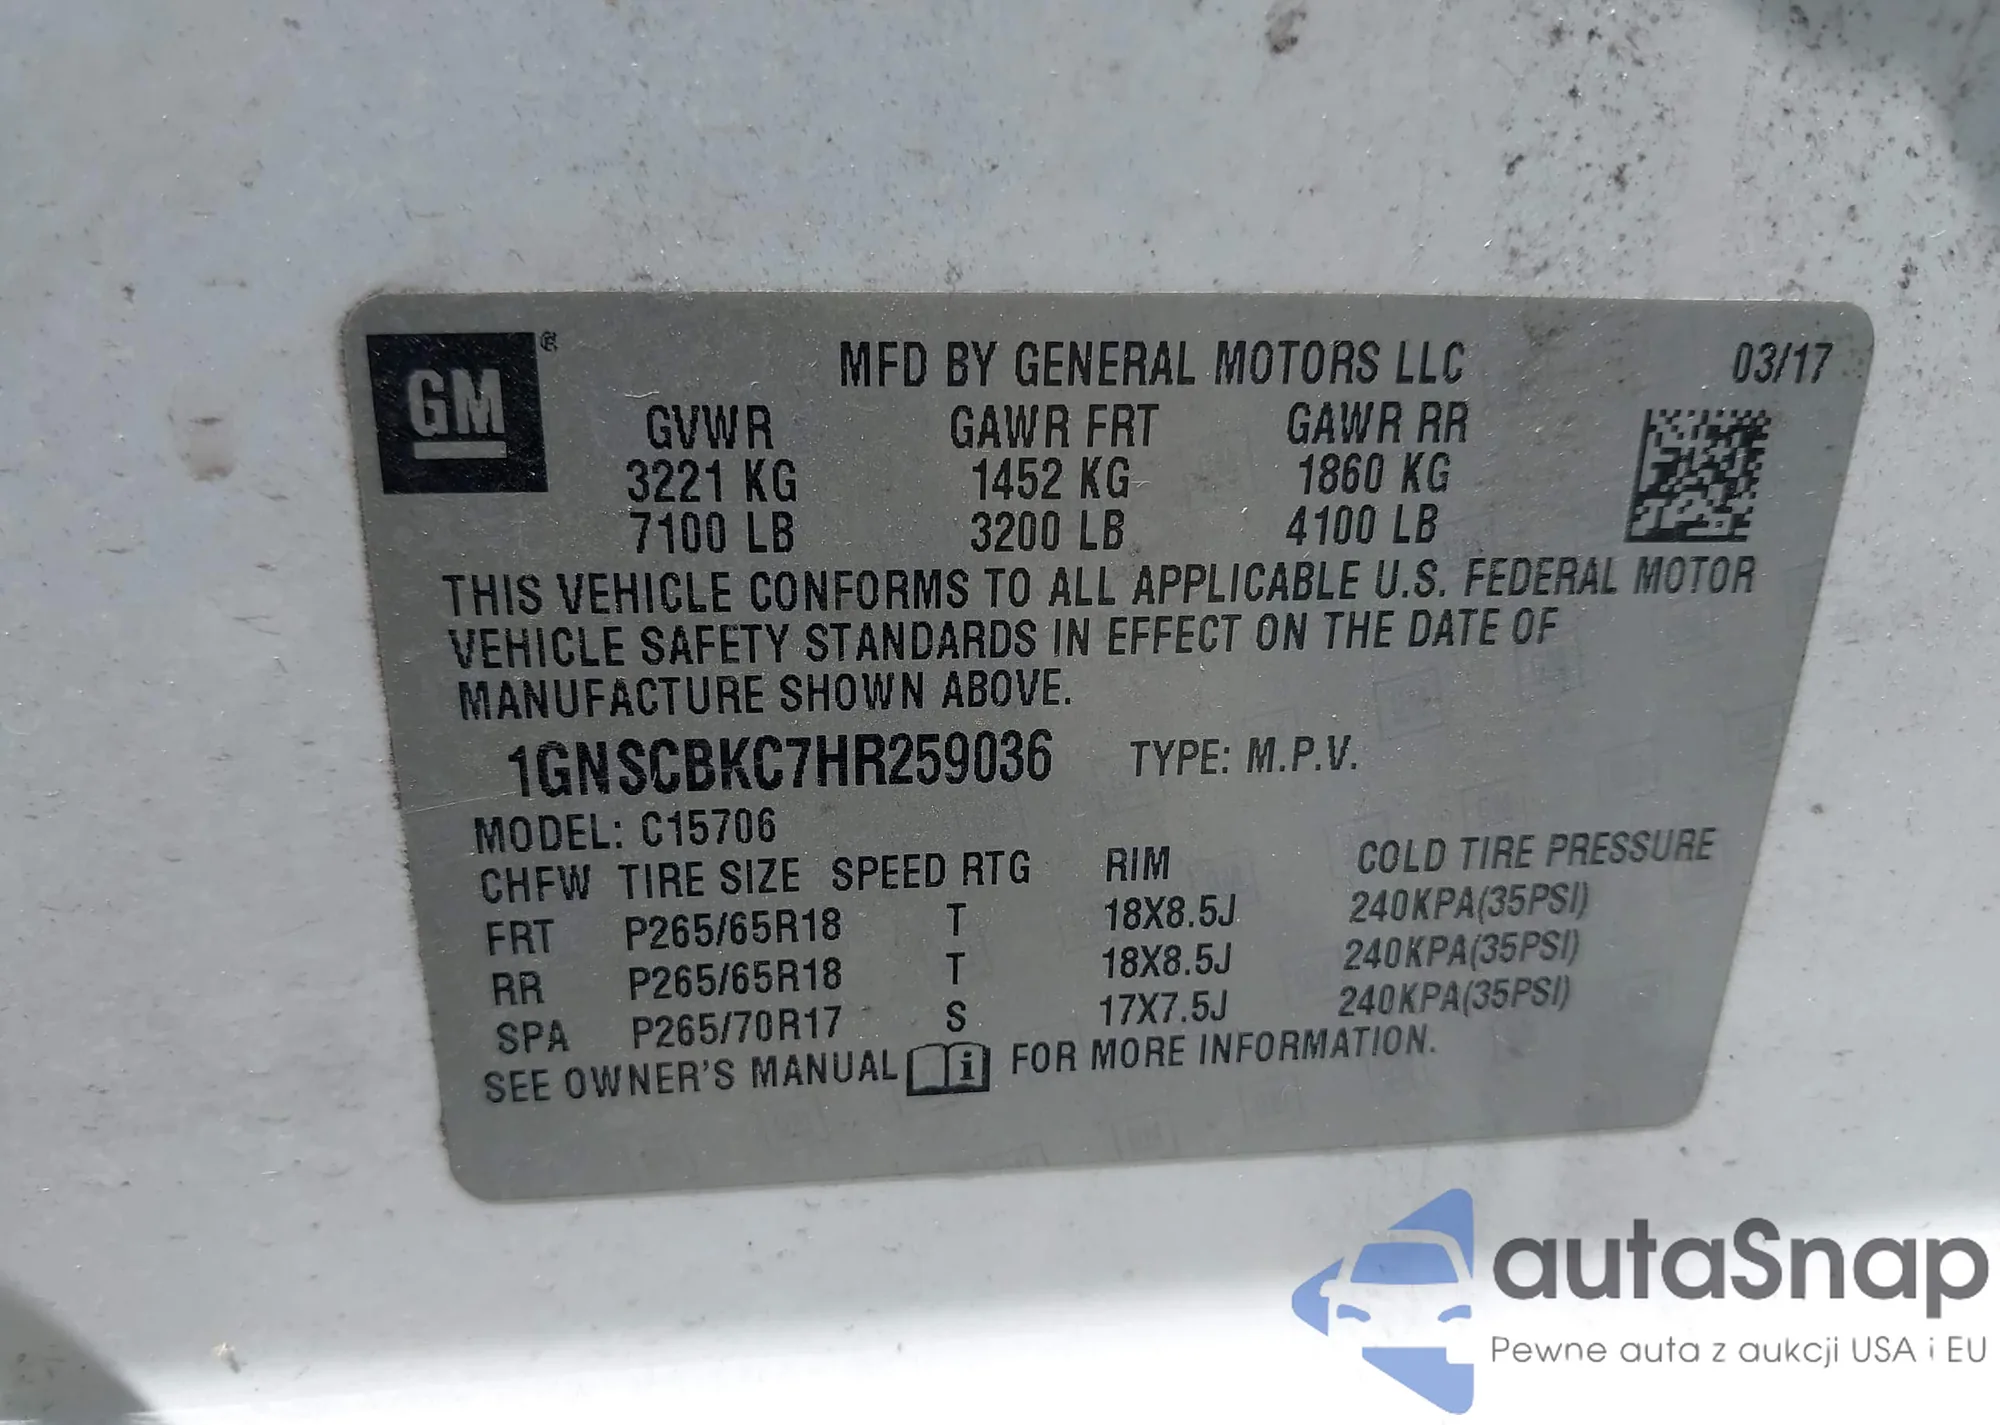 GM®
MFD BY GENERAL MOTORS LLC 03/17
GVWR GAWR FRT GAWR RR
3221 KG 1452 KG 1860 KG
7100 LB 3200 LB 4100 LB
THIS VEHICLE CONFORMS TO ALL APPLICABLE U.S. FEDERAL MOTOR
VEHICLE SAFETY STANDARDS IN EFFECT ON THE DATE OF
MANUFACTURE SHOWN ABOVE.
1GNSCBKC7HR259036 TYPE: M.P.V.
MODEL: C15706
CHFW TIRE SIZE SPEED RTG RIM COLD TIRE PRESSURE
FRT P265/65R18 T 18X8.5J 240KPA(35PSI)
RR P265/65R18 T 18X8.5J 240KPA(35PSI)
SPA P265/70R17 S 17X7.5J 240KPA(35PSI)
SEE OWNER'S MANUAL i FOR MORE INFORMATION.
autaSnap
Pewne auta z aukcji USA i EU